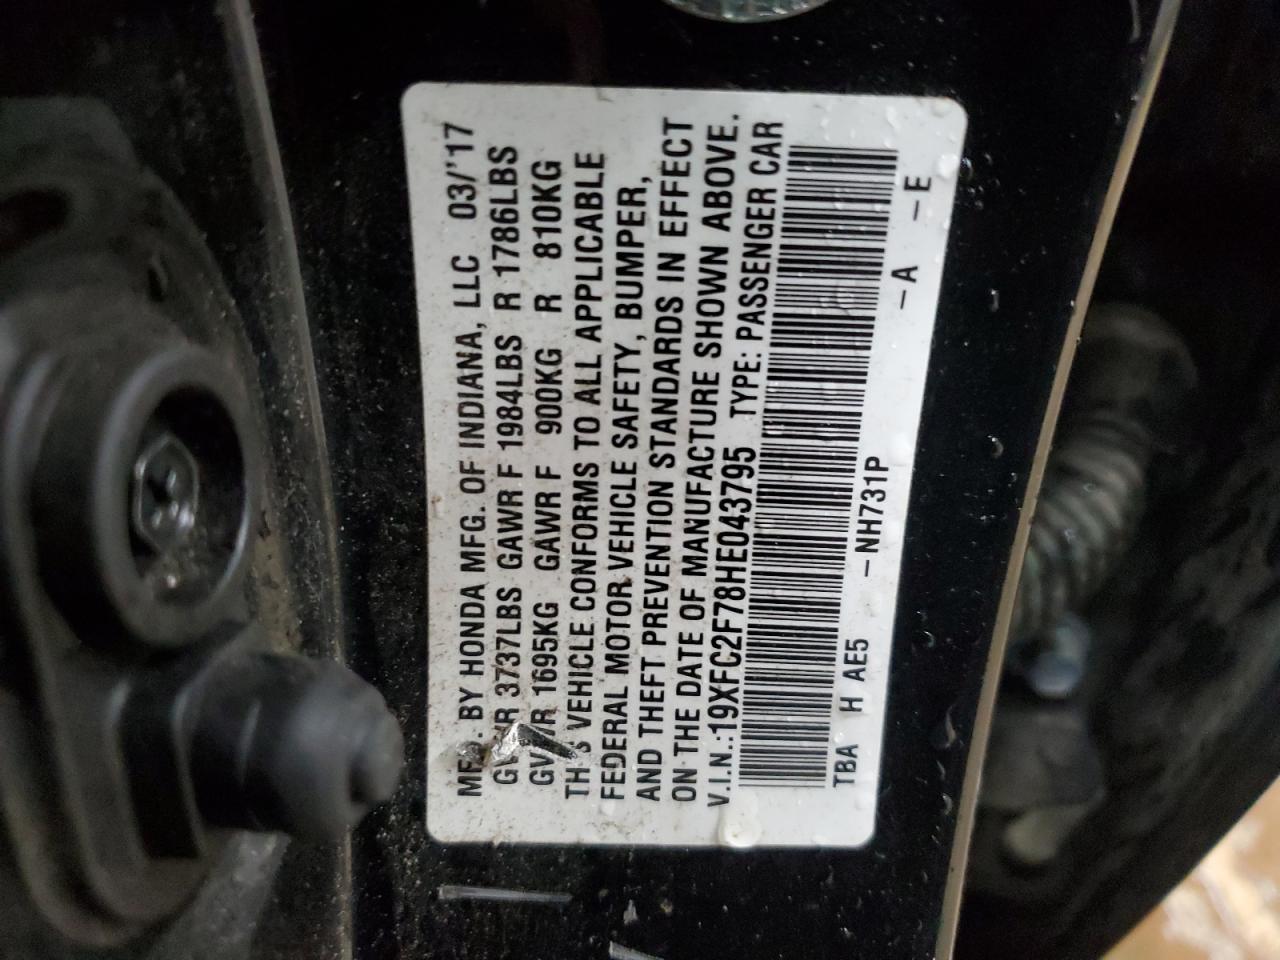 MFD. BY HONDA MFG. OF INDIANA, LLC 03/'17
GVWR 3737LBS GAWR F 1984LBS R 1786LBS
GVWR 1695KG GAWR F 900KG R 810KG
THIS VEHICLE CONFORMS TO ALL APPLICABLE
FEDERAL MOTOR VEHICLE SAFETY, BUMPER,
AND THEFT PREVENTION STANDARDS IN EFFECT
ON THE DATE OF MANUFACTURE SHOWN ABOVE.
V.I.N.:19XFC2F78HE043795 TYPE: PASSENGER CAR
TBA H AE5 –NH731P –A –E